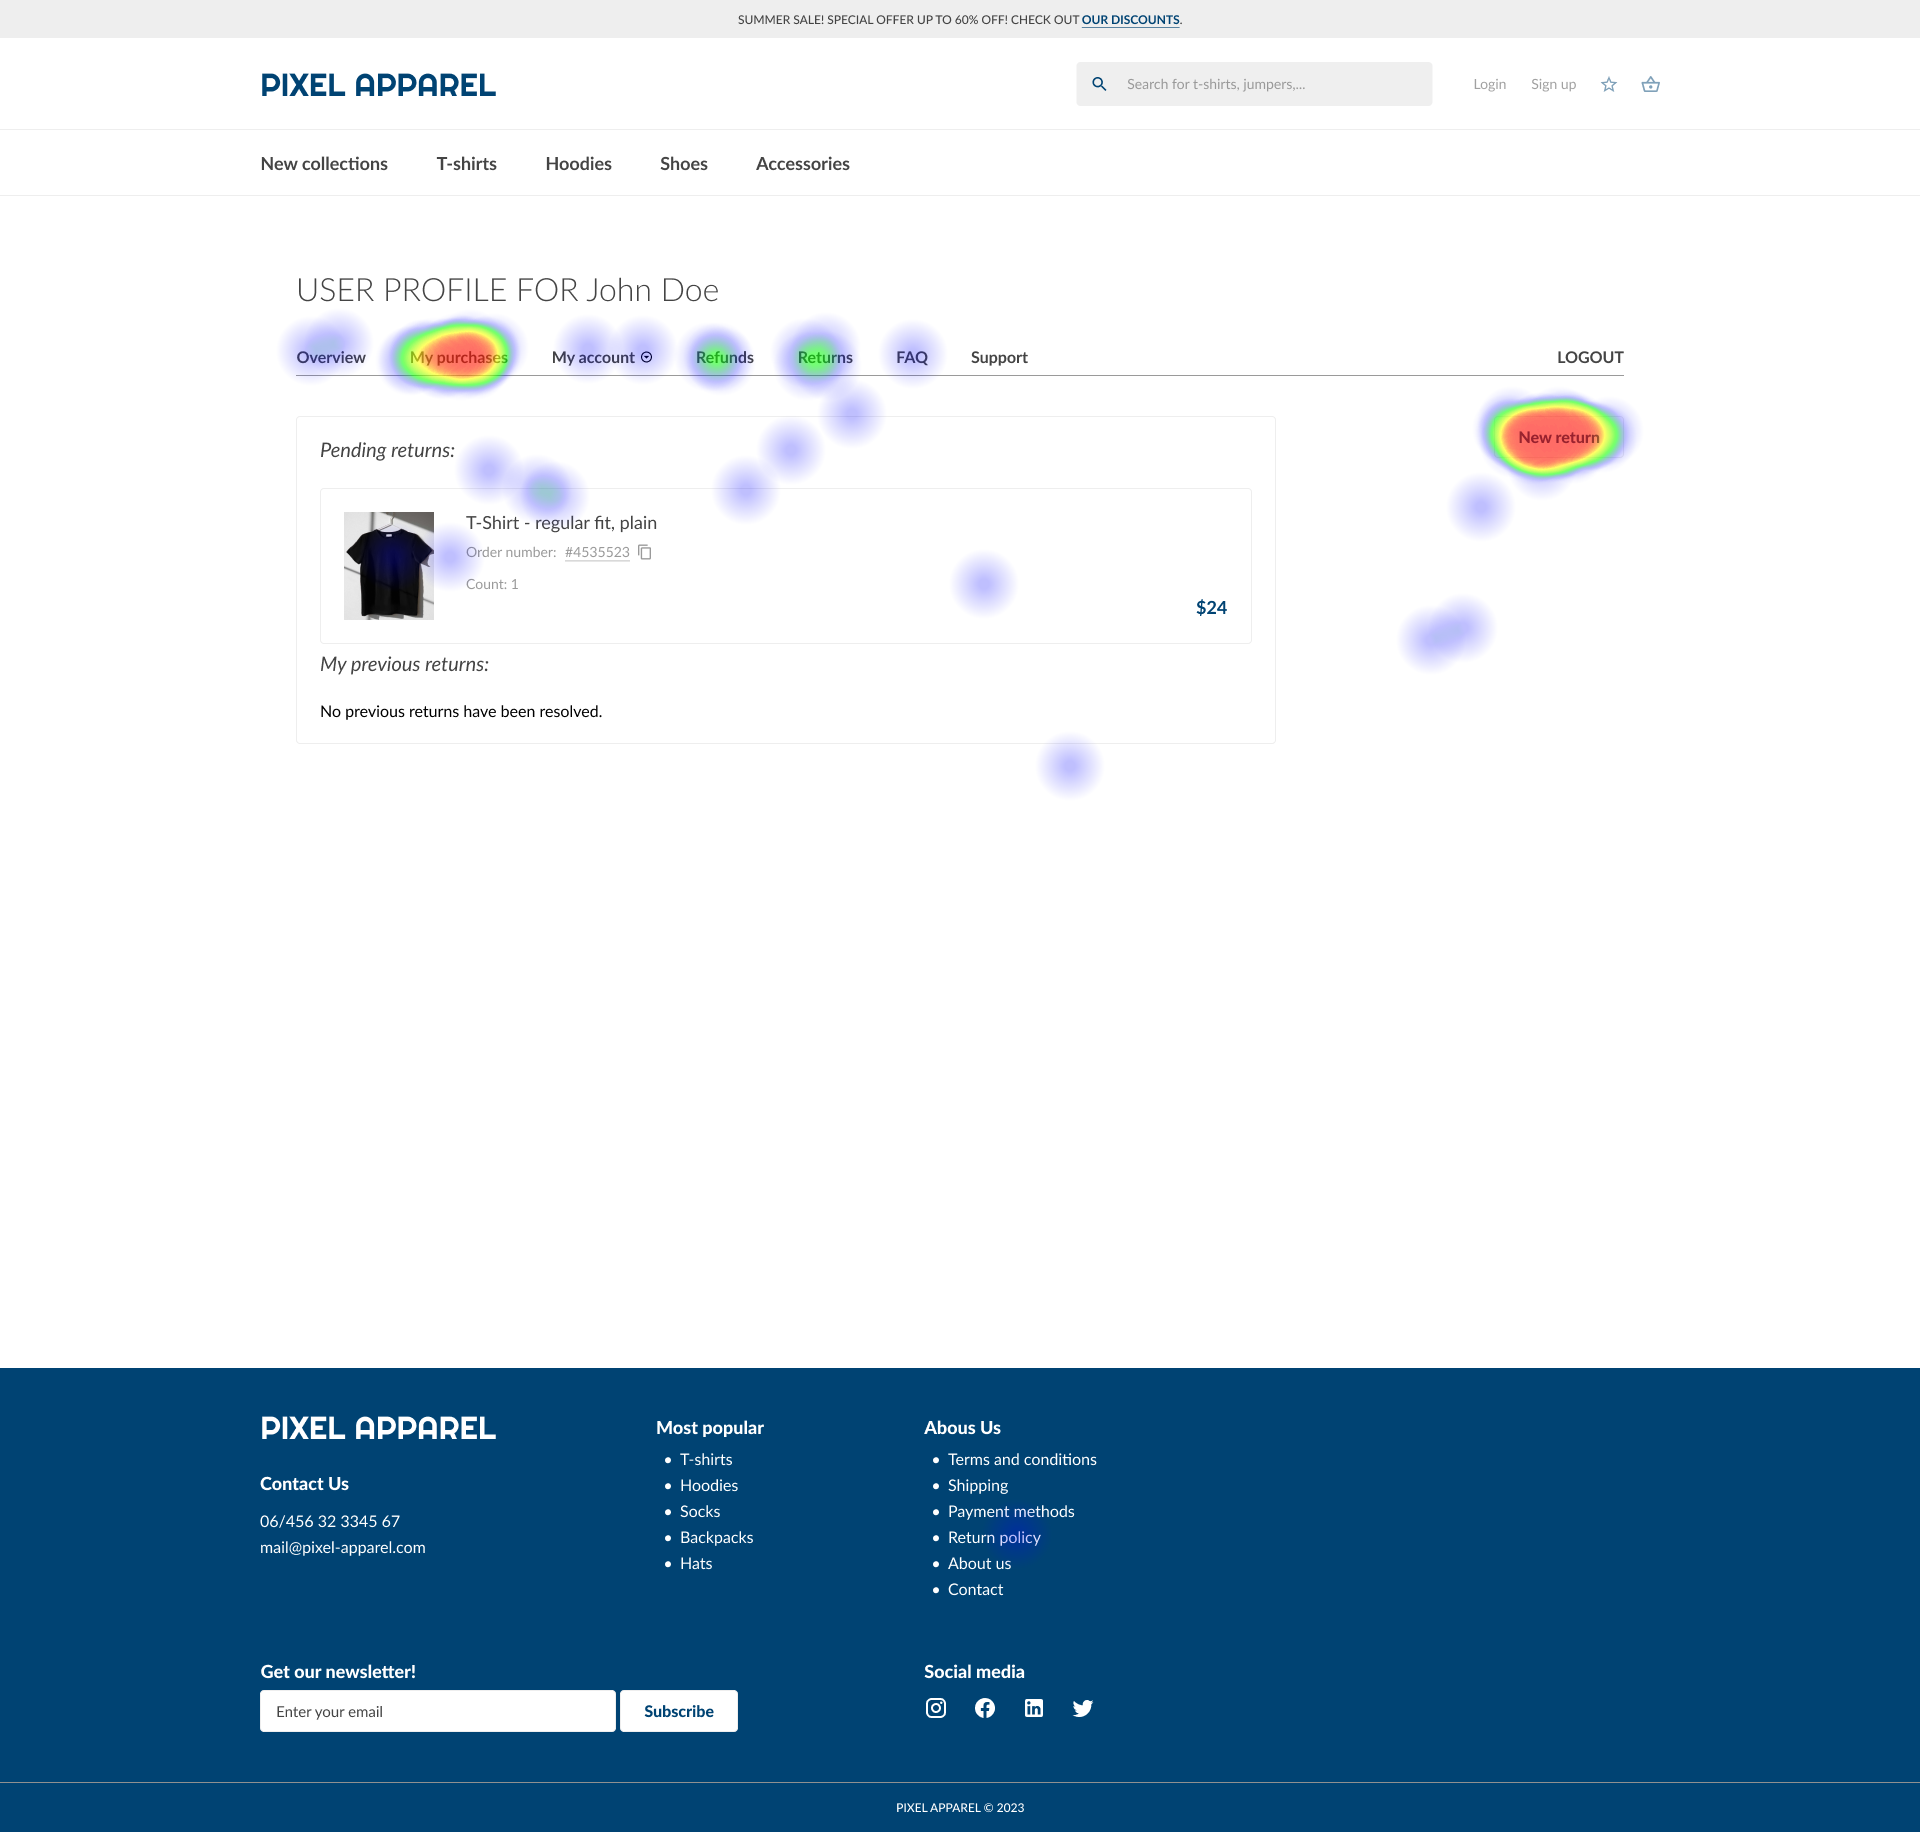 SUMMER SALE! SPECIAL OFFER UP TO 60% OFF! CHECK OUT OUR DISCOUNTS.
PIXEL APPAREL
Search for t-shirts, jumpers,...
Login
Sign up
New collections
T-shirts
Hoodies
Shoes
Accessories
USER PROFILE FOR John Doe
Overview
My purchases
My account
Refunds
Returns
FAQ
Support
LOGOUT
New return
Pending returns:
T-Shirt - regular fit, plain
Order number: #4535523
Count: 1
$24
My previous returns:
No previous returns have been resolved.
PIXEL APPAREL
Contact Us
06/456 32 3345 67
mail@pixel-apparel.com
Most popular
• T-shirts
• Hoodies
• Socks
• Backpacks
• Hats
Abous Us
• Terms and conditions
• Shipping
• Payment methods
• Return policy
• About us
• Contact
Get our newsletter!
Enter your email
Subscribe
Social media
PIXEL APPAREL © 2023